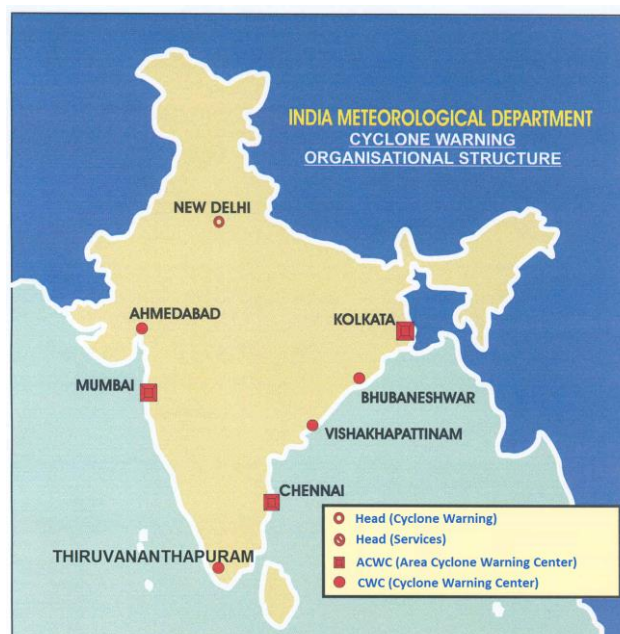 INDIA METEOROLOGICAL DEPARTMENT
CYCLONE WARNING
ORGANISATIONAL STRUCTURE
NEW DELHI
AHMEDABAD
KOLKATA
MUMBAI
BHUBANESHWAR
VISHAKHAPATTINAM
CHENNAI
THIRUVANANTHAPURAM
Head (Cyclone Warning)
Head (Services)
ACWC (Area Cyclone Warning Center)
CWC (Cyclone Warning Center)